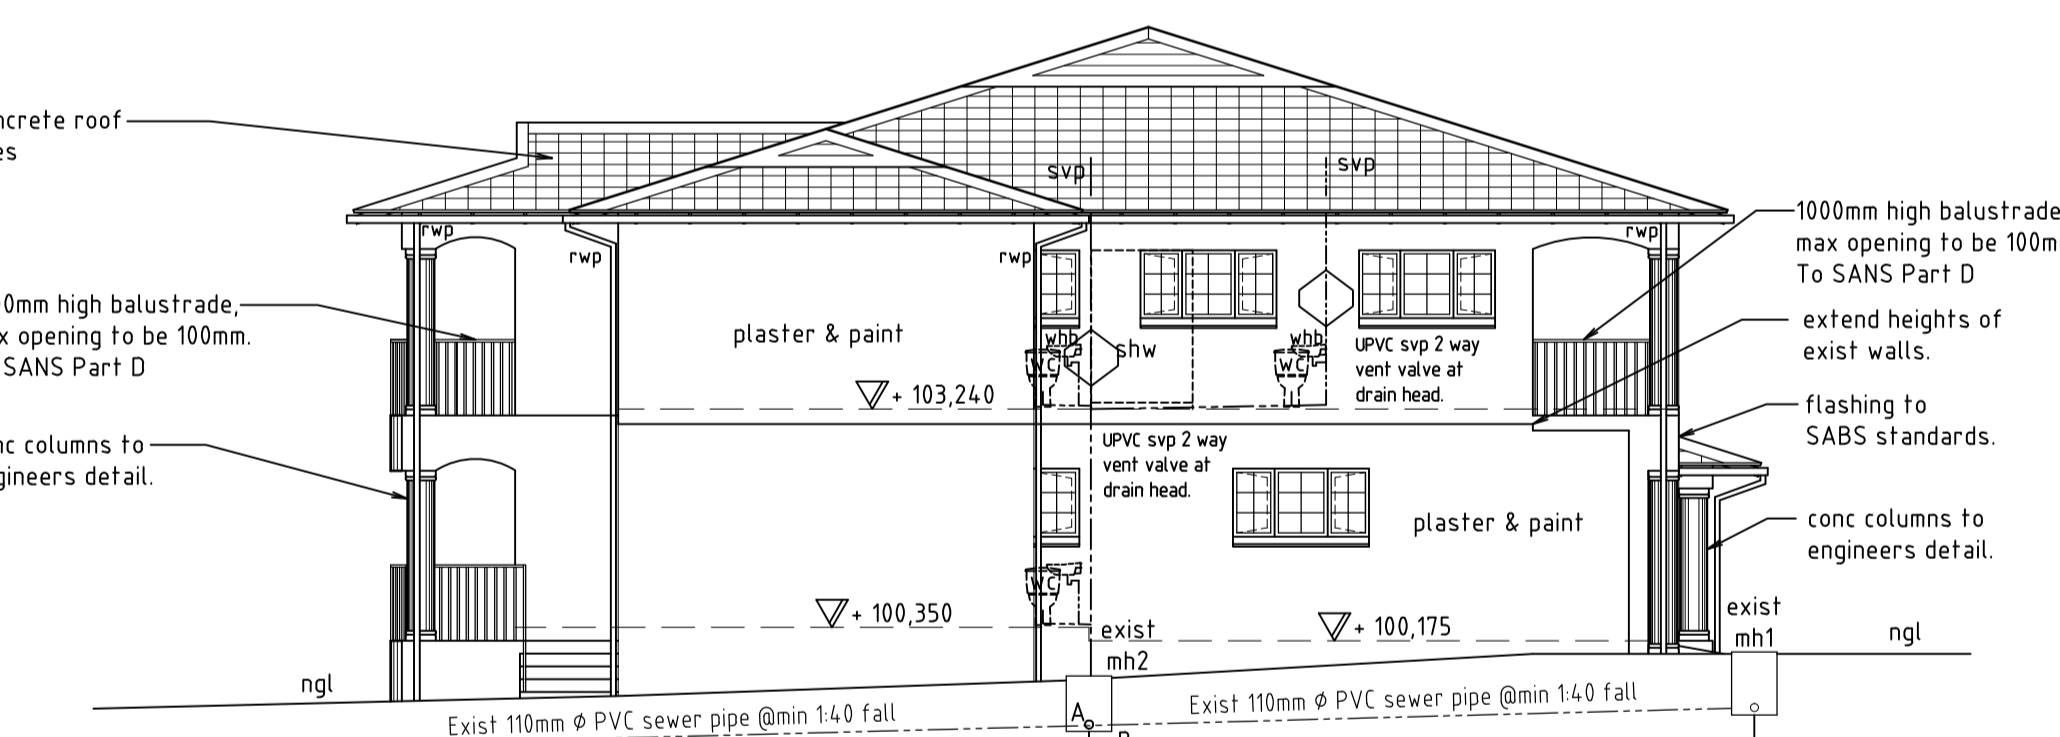 svp
svp
rwp
rwp
rwp
rwp
1000mm high balustrade
max opening to be 100m
To SANS Part D
high balustrade,
opening to be 100mm.
SANS Part D
roof
plaster & paint
whb
WC
shw
whb
WC
UPVC svp 2 way
vent valve at
drain head.
extend heights of
exist walls.
+ 103,240
flashing to
SABS standards.
columns to
detail.
UPVC svp 2 way
vent valve at
drain head.
plaster & paint
conc columns to
engineers detail.
WC
+ 100,350
+ 100,175
exist
mh2
exist
mh1
ngl
ngl
Exist 110mm ø PVC sewer pipe @min 1:40 fall
A
Exist 110mm ø PVC sewer pipe @min 1:40 fall